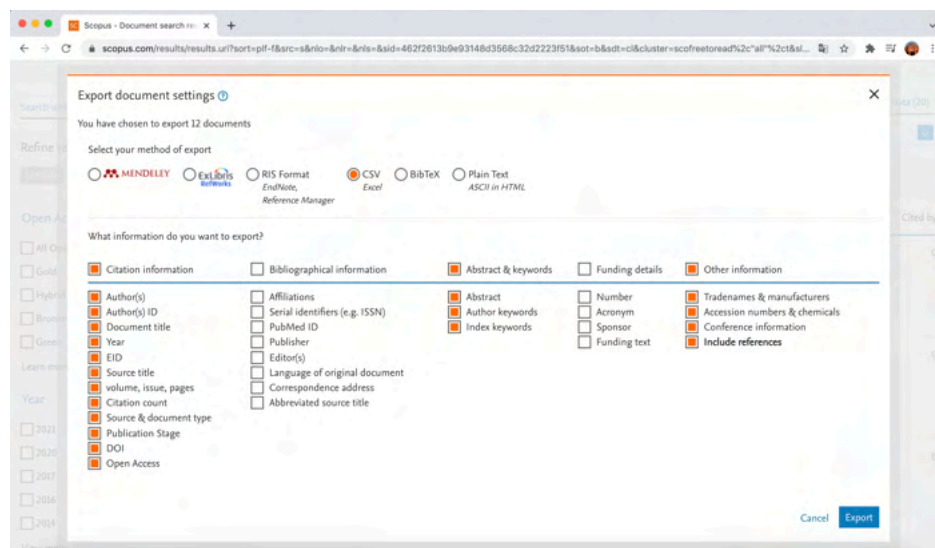 Scopus - Document search re
scopus.com/results/results.uri?sort=plf-f&src=s&nlo=&nlr=&nls=&sid=462f2613b9e93148d3568c32d2223f51&sot=b&sdt=cl&cluster=scofreetoread%2c"all"%2ct&sl...
Export document settings
You have chosen to export 12 documents
Select your method of export
MENDELEY ExLibris RefWorks RIS Format CSV BibTeX Plain Text
EndNote, Excel ASCII in HTML
Reference Manager
What information do you want to export?
Citation information Bibliographical information Abstract & keywords Funding details Other information
Author(s) Affiliations Abstract Number Tradenames & manufacturers
Author(s) ID Serial identifiers (e.g. ISSN) Author keywords Acronym Accession numbers & chemicals
Document title PubMed ID Index keywords Sponsor Conference information
Year Publisher Funding text Include references
EID Editor(s)
Source title Language of original document
volume, issue, pages Correspondence address
Citation count Abbreviated source title
Source & document type
Publication Stage
DOI
Open Access
Cancel Export
Refine
Open Ac
Cited by
All Op
Gold
Hybri
Bronz
Green
Learn mor
Year
2021
2020
2017
2016
2014